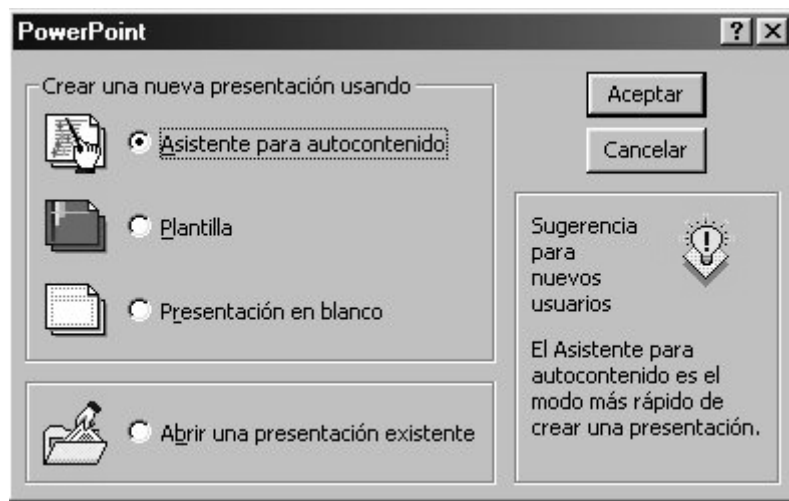 PowerPoint
Crear una nueva presentación usando
Asistente para autocontenido
Plantilla
Presentación en blanco
Abrir una presentación existente
Aceptar
Cancelar
Sugerencia
para
nuevos
usuarios
El Asistente para
autocontenido es el
modo más rápido de
crear una presentación.